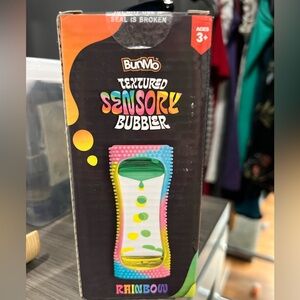 SEAL IS BROKEN
BunMo
AGES
3+
TEXTURED
SENSORY
BUBBLER
RAINBOW